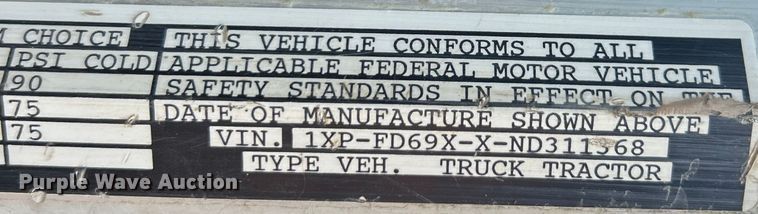 M CHOICE THIS VEHICLE CONFORMS TO ALL
PSI COLD APPLICABLE FEDERAL MOTOR VEHICLE
90 SAFETY STANDARDS IN EFFECT ON THE
75 DATE OF MANUFACTURE SHOWN ABOVE
75 VIN. 1XP-FD69X-X-ND311368
TYPE VEH. TRUCK TRACTOR
Purple Wave Auction